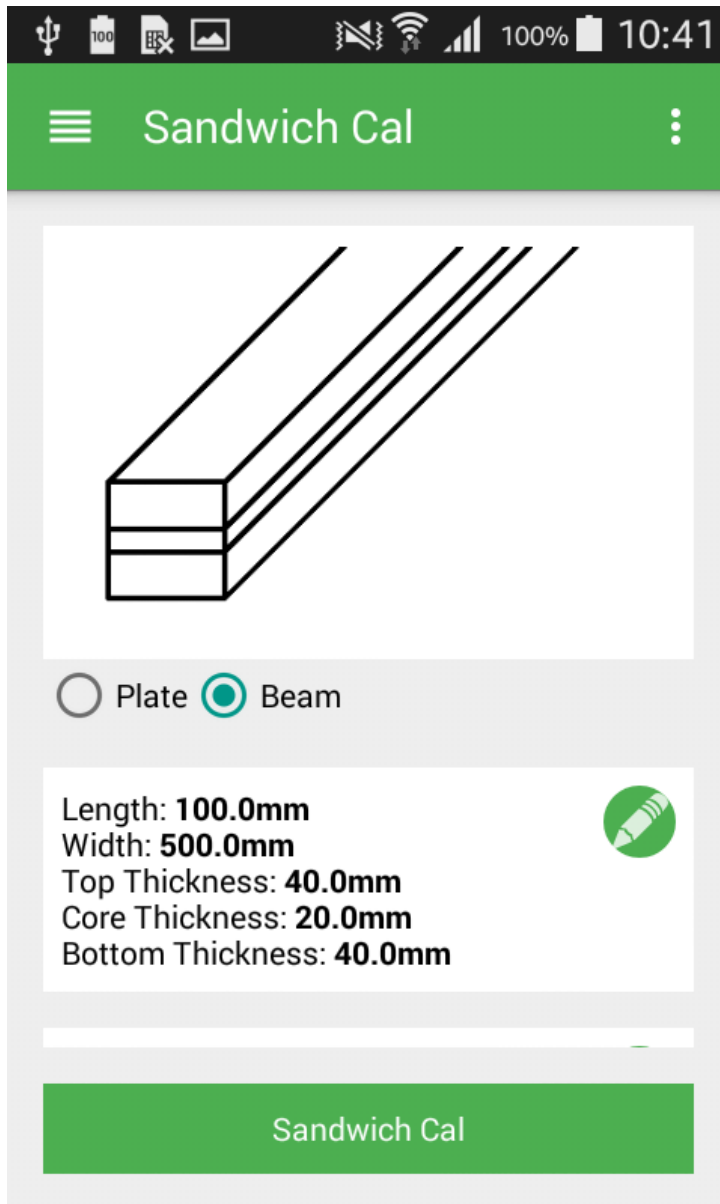 100
100%
10:41
Sandwich Cal
Plate
Beam
Length: 100.0mm
Width: 500.0mm
Top Thickness: 40.0mm
Core Thickness: 20.0mm
Bottom Thickness: 40.0mm
Sandwich Cal